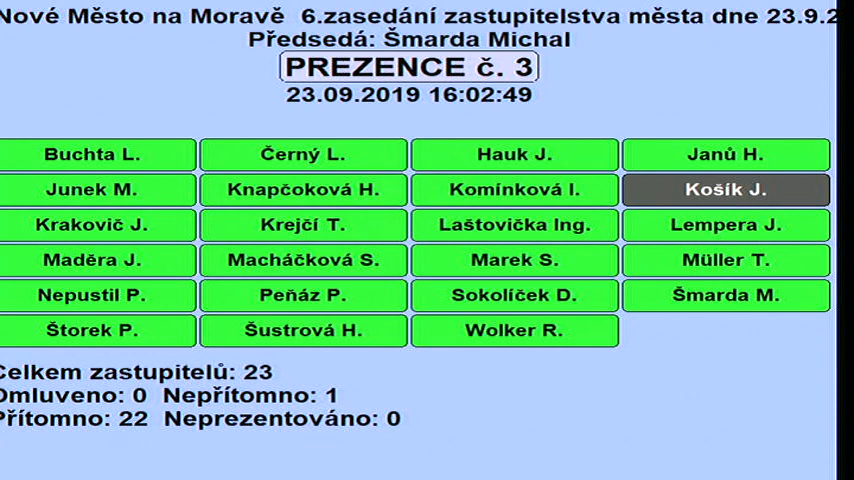 Nové Město na Moravě 6.zasedání zastupitelstva města dne 23.9.2
Předsedá: Šmarda Michal
PREZENCE č. 3
23.09.2019 16:02:49
Buchta L. Černý L. Hauk J. Janů H.
Junek M. Knapčoková H. Komínková I. Košík J.
Krakovič J. Krejčí T. Laštovička Ing. Lempera J.
Maděra J. Macháčková S. Marek S. Müller T.
Nepustil P. Peňáz P. Sokolíček D. Šmarda M.
Štorek P. Šustrová H. Wolker R.
Celkem zastupitelů: 23
Omluveno: 0 Nepřítomno: 1
Přítomno: 22 Neprezentováno: 0